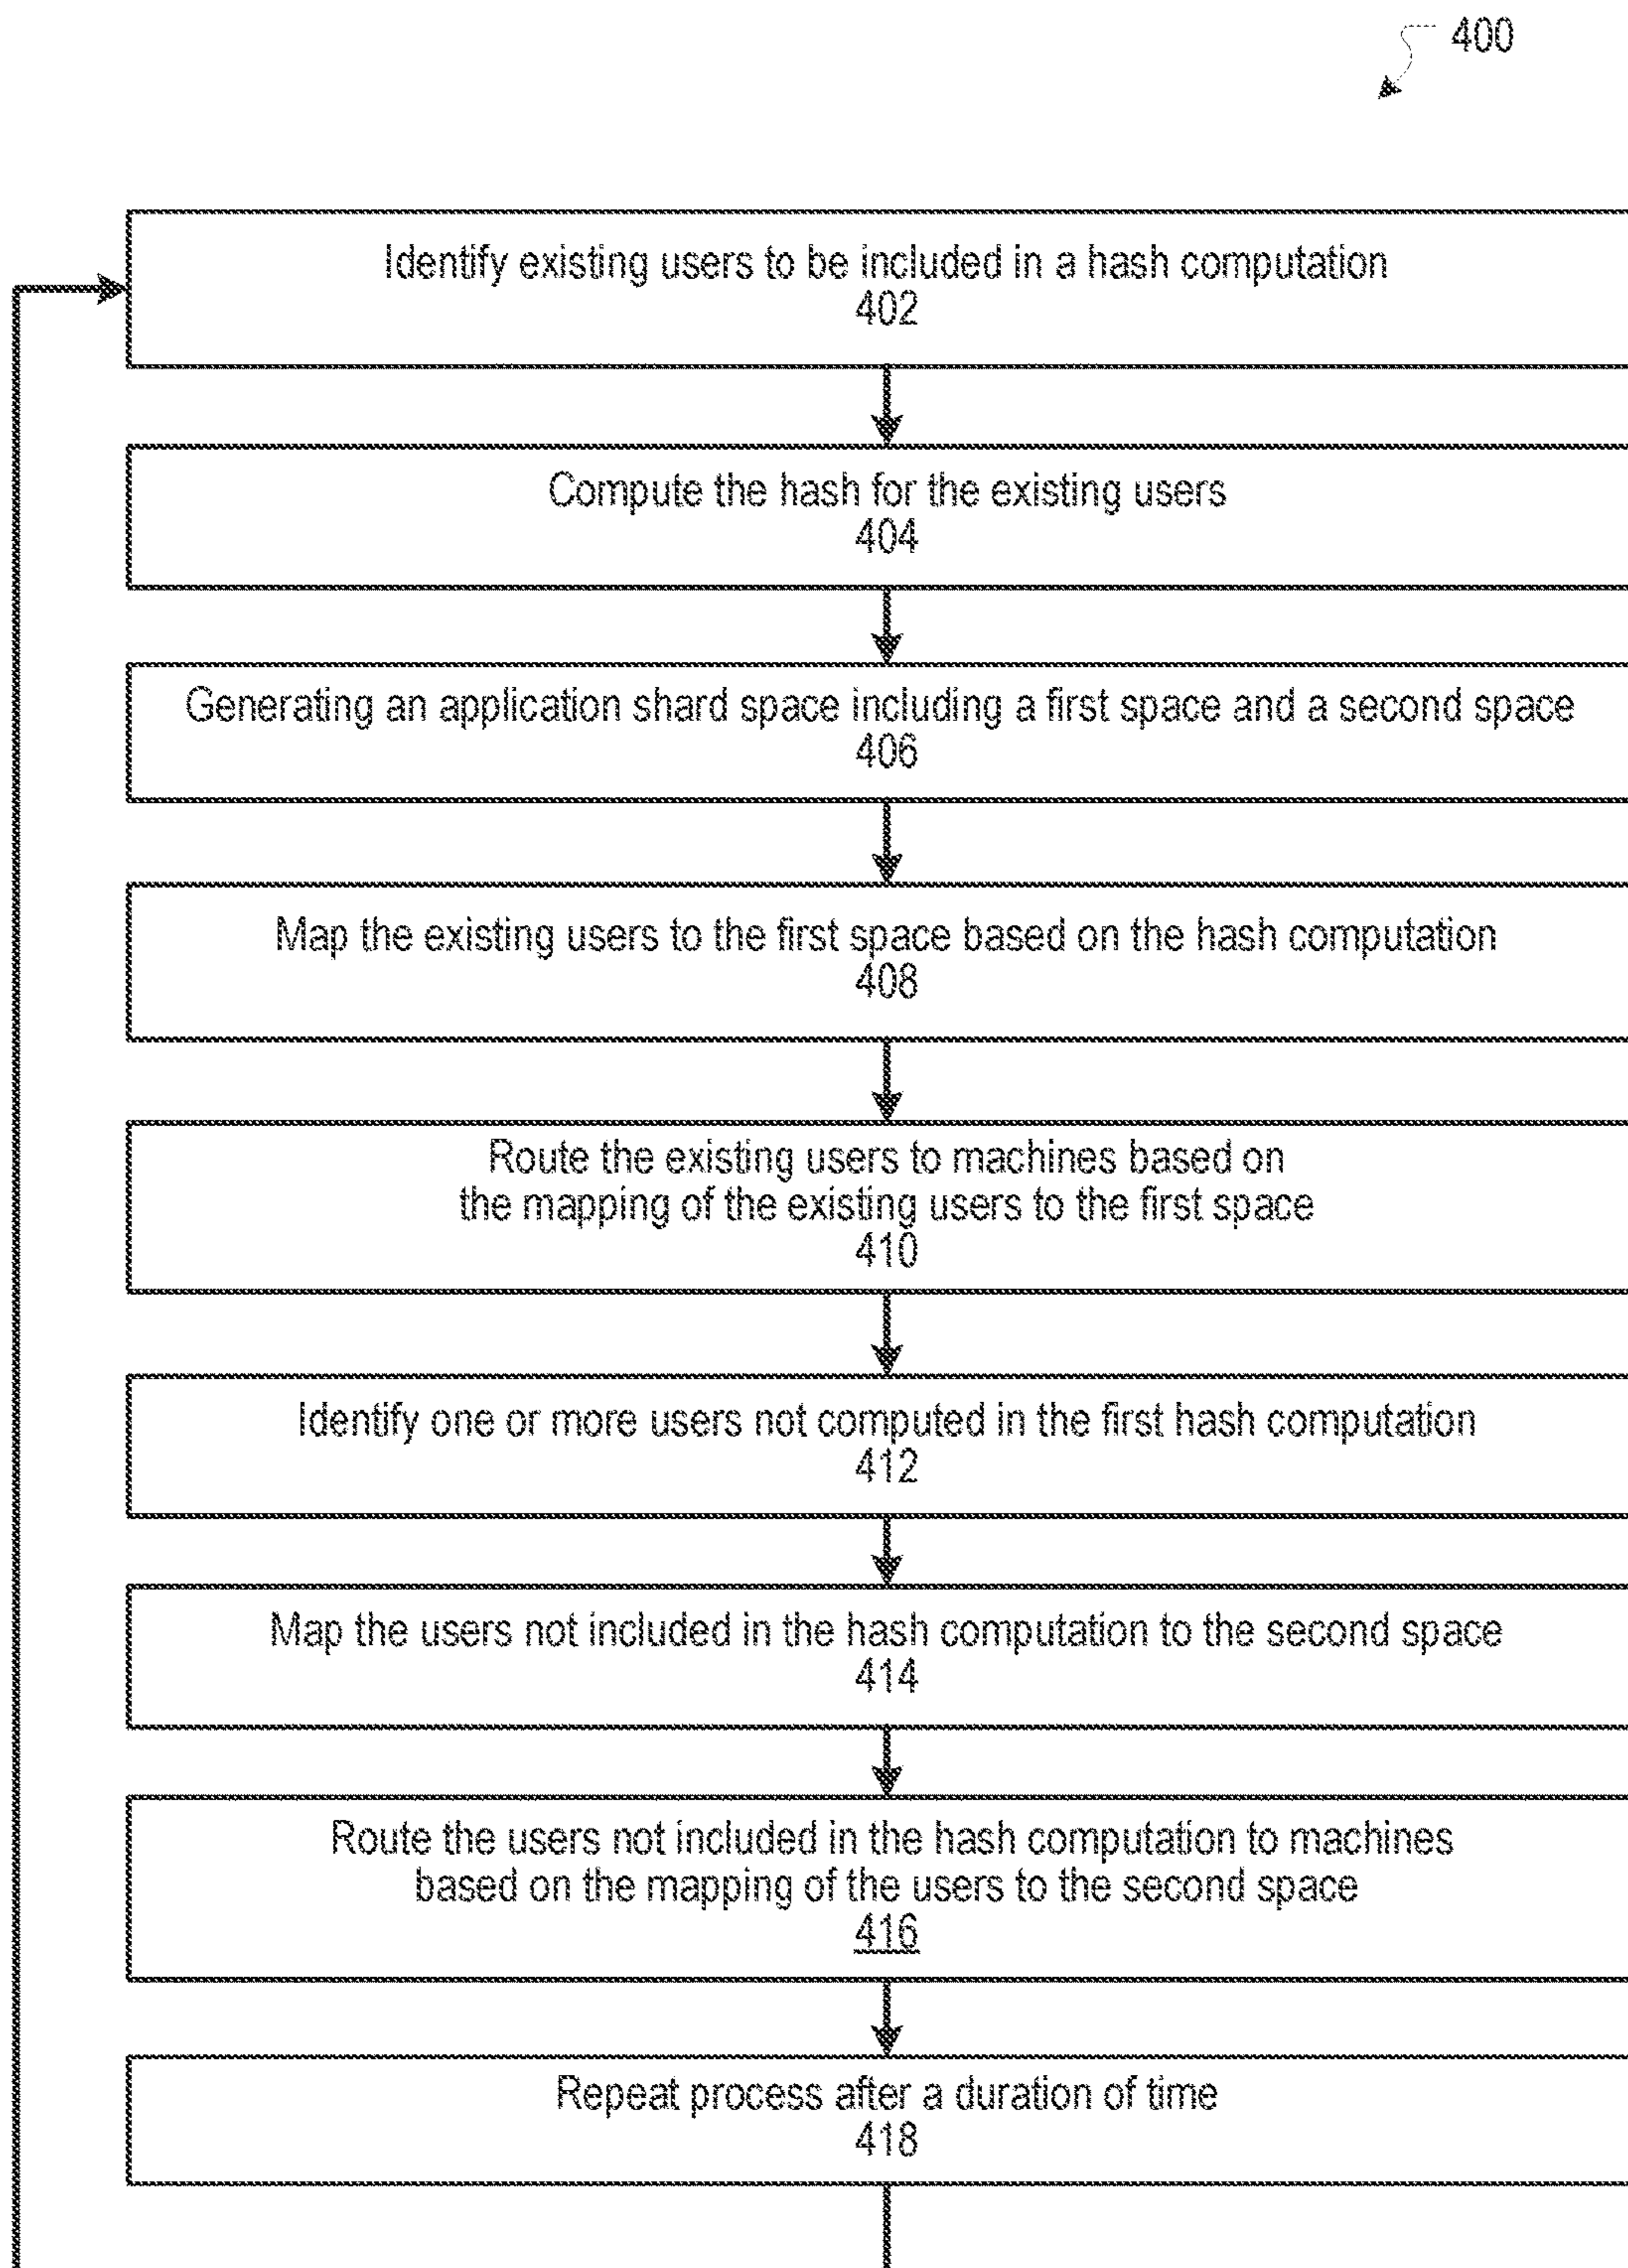 400
Identify existing users to be included in a hash computation
402
Compute the hash for the existing users
404
Generating an application shard space including a first space and a second space
406
Map the existing users to the first space based on the hash computation
408
Route the existing users to machines based on
the mapping of the existing users to the first space
410
Identify one or more users not computed in the first hash computation
412
Map the users not included in the hash computation to the second space
414
Route the users not included in the hash computation to machines
based on the mapping of the users to the second space
416
Repeat process after a duration of time
418